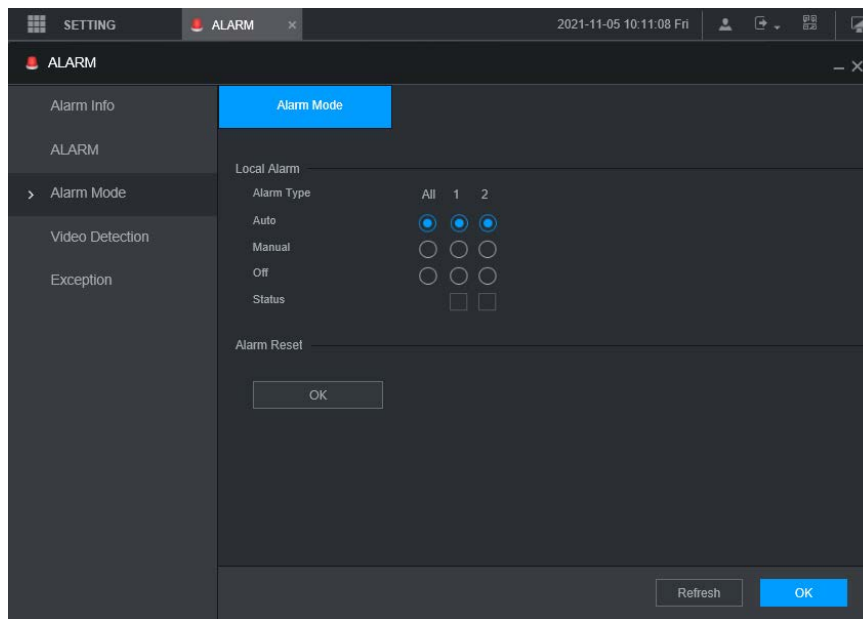 SETTING ALARM × 2021-11-05 10:11:08 Fri
ALARM
Alarm Info
ALARM
Alarm Mode
Video Detection
Exception
Alarm Mode
Local Alarm
Alarm Type All 1 2
Auto
Manual
Off
Status
Alarm Reset
OK
Refresh OK